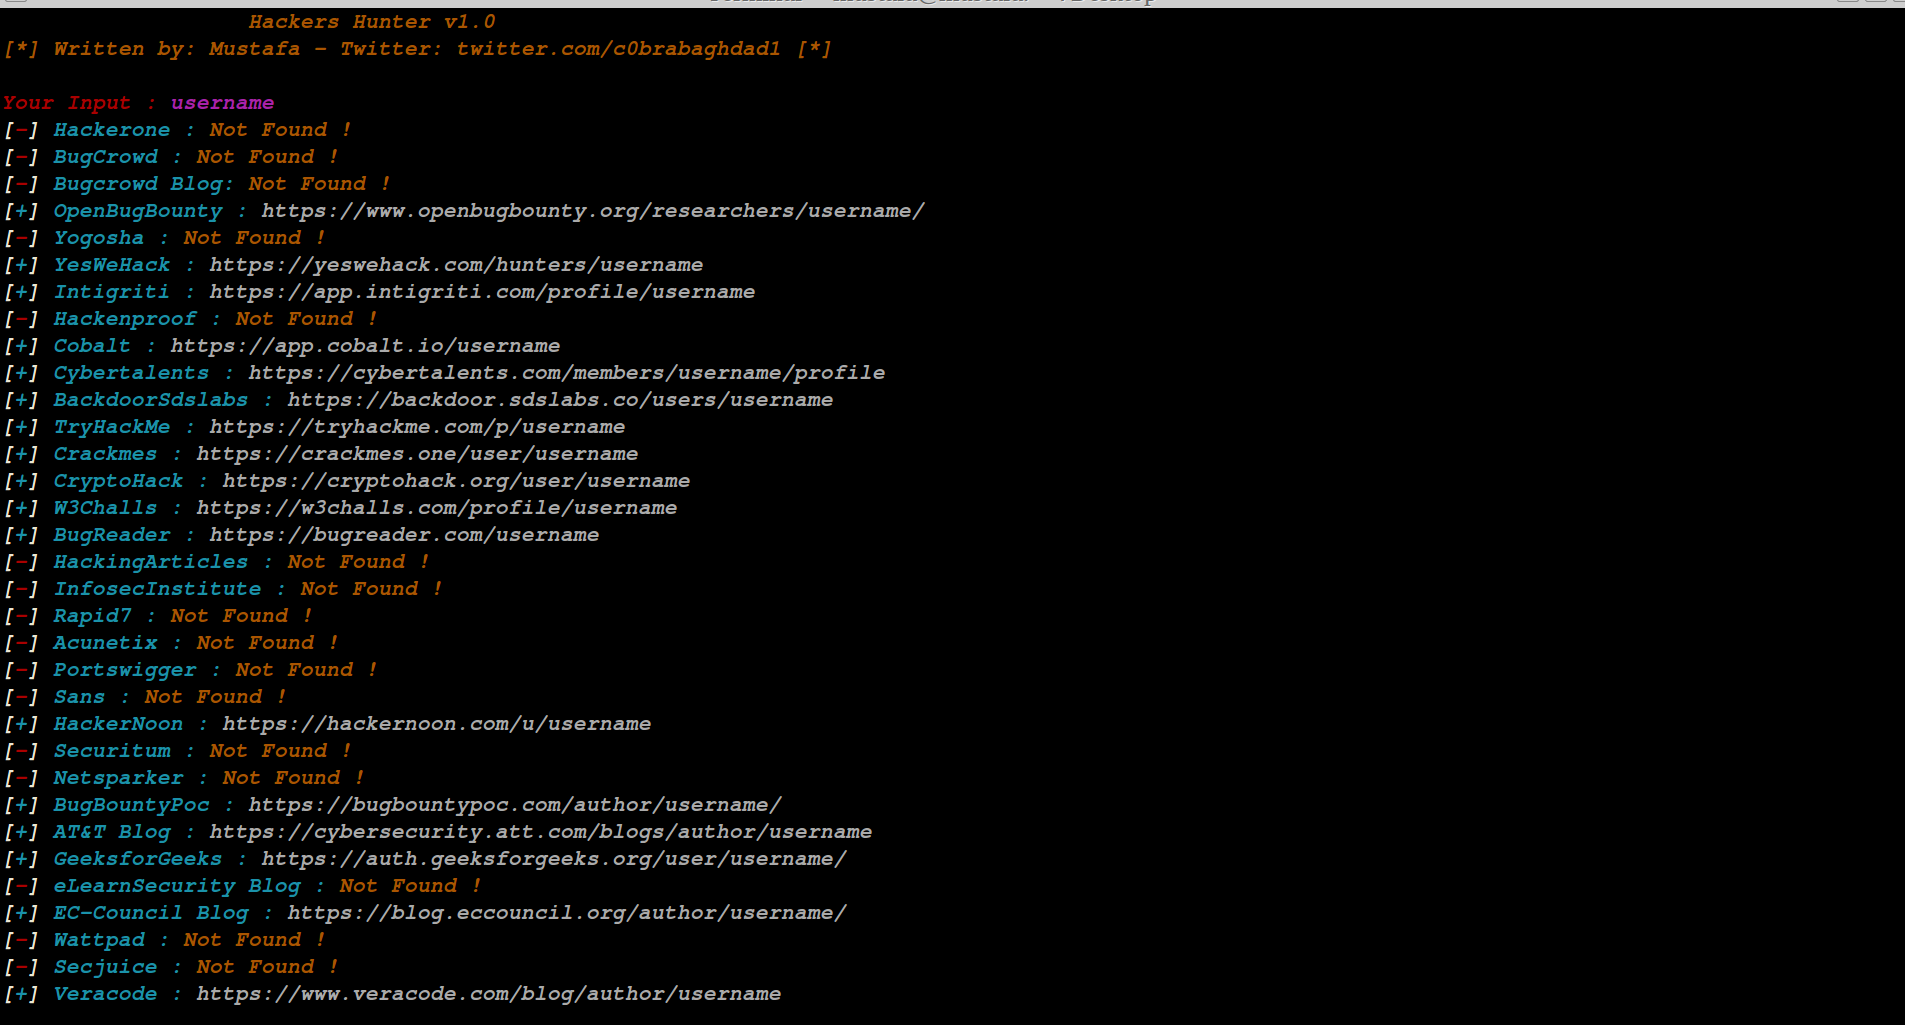 Hackers Hunter v1.0
[*] Written by: Mustafa - Twitter: twitter.com/c0brabaghdad1 [*]
Your Input : username
[-] Hackerone : Not Found !
[-] BugCrowd : Not Found !
[-] Bugcrowd Blog: Not Found !
[+] OpenBugBounty : https://www.openbugbounty.org/researchers/username/
[-] Yogosha : Not Found !
[+] YesWeHack : https://yeswehack.com/hunters/username
[+] Intigriti : https://app.intigriti.com/profile/username
[-] Hackenproof : Not Found !
[+] Cobalt : https://app.cobalt.io/username
[+] Cybertalents : https://cybertalents.com/members/username/profile
[+] BackdoorSdslabs : https://backdoor.sdslabs.co/users/username
[+] TryHackMe : https://tryhackme.com/p/username
[+] Crackmes : https://crackmes.one/user/username
[+] CryptoHack : https://cryptohack.org/user/username
[+] W3Challs : https://w3challs.com/profile/username
[+] BugReader : https://bugreader.com/username
[-] HackingArticles : Not Found !
[-] InfosecInstitute : Not Found !
[-] Rapid7 : Not Found !
[-] Acunetix : Not Found !
[-] Portswigger : Not Found !
[-] Sans : Not Found !
[+] HackerNoon : https://hackernoon.com/u/username
[-] Securitum : Not Found !
[-] Netsparker : Not Found !
[+] BugBountyPoc : https://bugbountypoc.com/author/username/
[+] AT&T Blog : https://cybersecurity.att.com/blogs/author/username
[+] GeeksforGeeks : https://auth.geeksforgeeks.org/user/username/
[-] eLearnSecurity Blog : Not Found !
[+] EC-Council Blog : https://blog.eccouncil.org/author/username/
[-] Wattpad : Not Found !
[-] Secjuice : Not Found !
[+] Veracode : https://www.veracode.com/blog/author/username